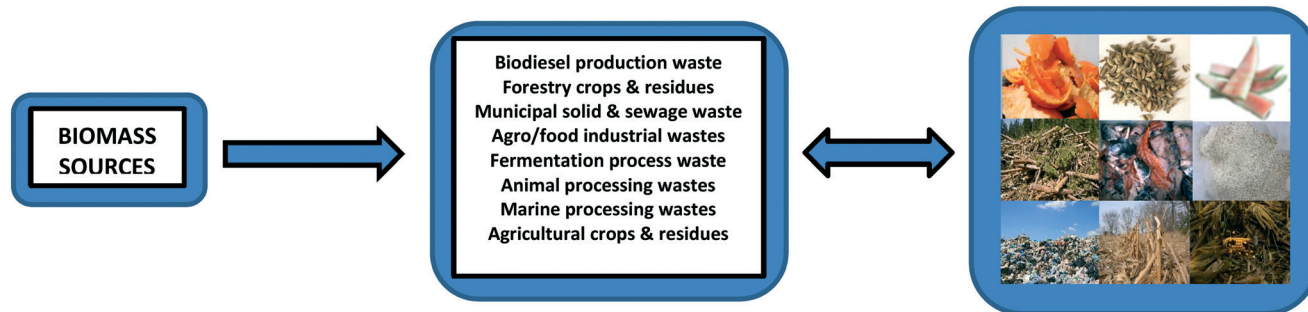 BIOMASS
SOURCES
Biodiesel production waste
Forestry crops & residues
Municipal solid & sewage waste
Agro/food industrial wastes
Fermentation process waste
Animal processing wastes
Marine processing wastes
Agricultural crops & residues